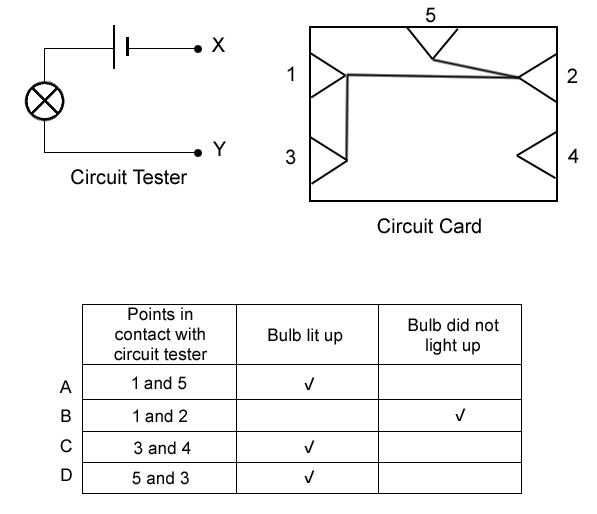 5
X
1
2
Y
3
4
Circuit Tester
Circuit Card
Points in
contact with
circuit tester
Bulb lit up
Bulb did not
light up
A 1 and 5 √
B 1 and 2 √
C 3 and 4 √
D 5 and 3 √